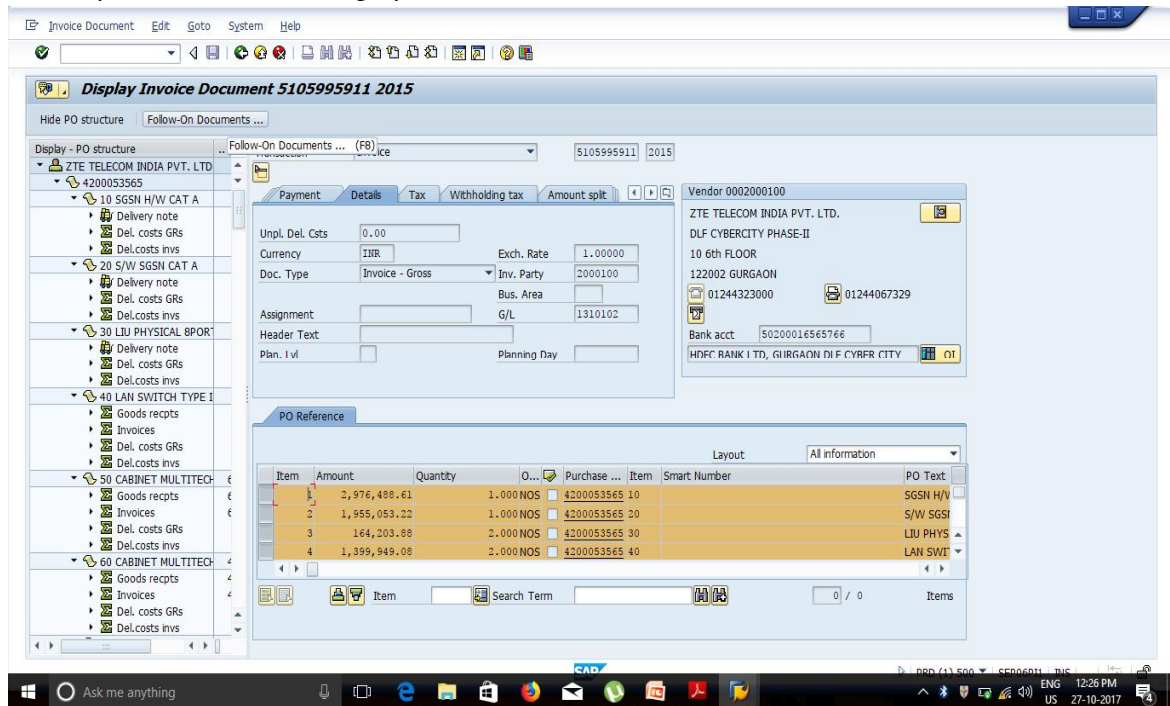 Invoice Document Edit Goto System Help
Display Invoice Document 5105995911 2015
Hide PO structure Follow-On Documents ...
Display - PO structure ..
Follow-On Documents ... (F8)
5105995911 2015
ZTE TELECOM INDIA PVT. LTD
4200053565
10 SGSN H/W CAT A
Delivery note
Del. costs GRs
Del.costs invs
20 S/W SGSN CAT A
Delivery note
Del. costs GRs
Del.costs invs
30 LIU PHYSICAL 8PORT
Delivery note
Del. costs GRs
Del.costs invs
40 LAN SWITCH TYPE I
Goods recpts
Invoices
Del. costs GRs
Del.costs invs
50 CABINET MULTITECH 6
Goods recpts 6
Invoices 6
Del. costs GRs
Del.costs invs
60 CABINET MULTITECH 4
Goods recpts 4
Invoices 4
Del. costs GRs
Del.costs invs
Payment Details Tax Withholding tax Amount split
Unpl. Del. Csts 0.00
Currency INR Exch. Rate 1.00000
Doc. Type Invoice - Gross Inv. Party 2000100
Bus. Area
Assignment G/L 1310102
Header Text
Plan. Lvl Planning Day
Vendor 0002000100
ZTE TELECOM INDIA PVT. LTD.
DLF CYBERCITY PHASE-II
10 6th FLOOR
122002 GURGAON
01244323000 01244067329
Bank acct 50200016565766
HDFC BANK LTD, GURGAON DLF CYBER CITY OI
PO Reference
Layout All information
Item Amount Quantity O... Purchase ... Item Smart Number PO Text
1 2,976,488.61 1.000 NOS 4200053565 10 SGSN H/W
2 1,955,053.22 1.000 NOS 4200053565 20 S/W SGSN
3 164,203.88 2.000 NOS 4200053565 30 LIU PHYS
4 1,399,949.08 2.000 NOS 4200053565 40 LAN SWIT
Item Search Term 0 / 0 Items
SAP
PRD (1) 500 SEP06PI1 INS
Ask me anything
ENG 12:26 PM
US 27-10-2017
4